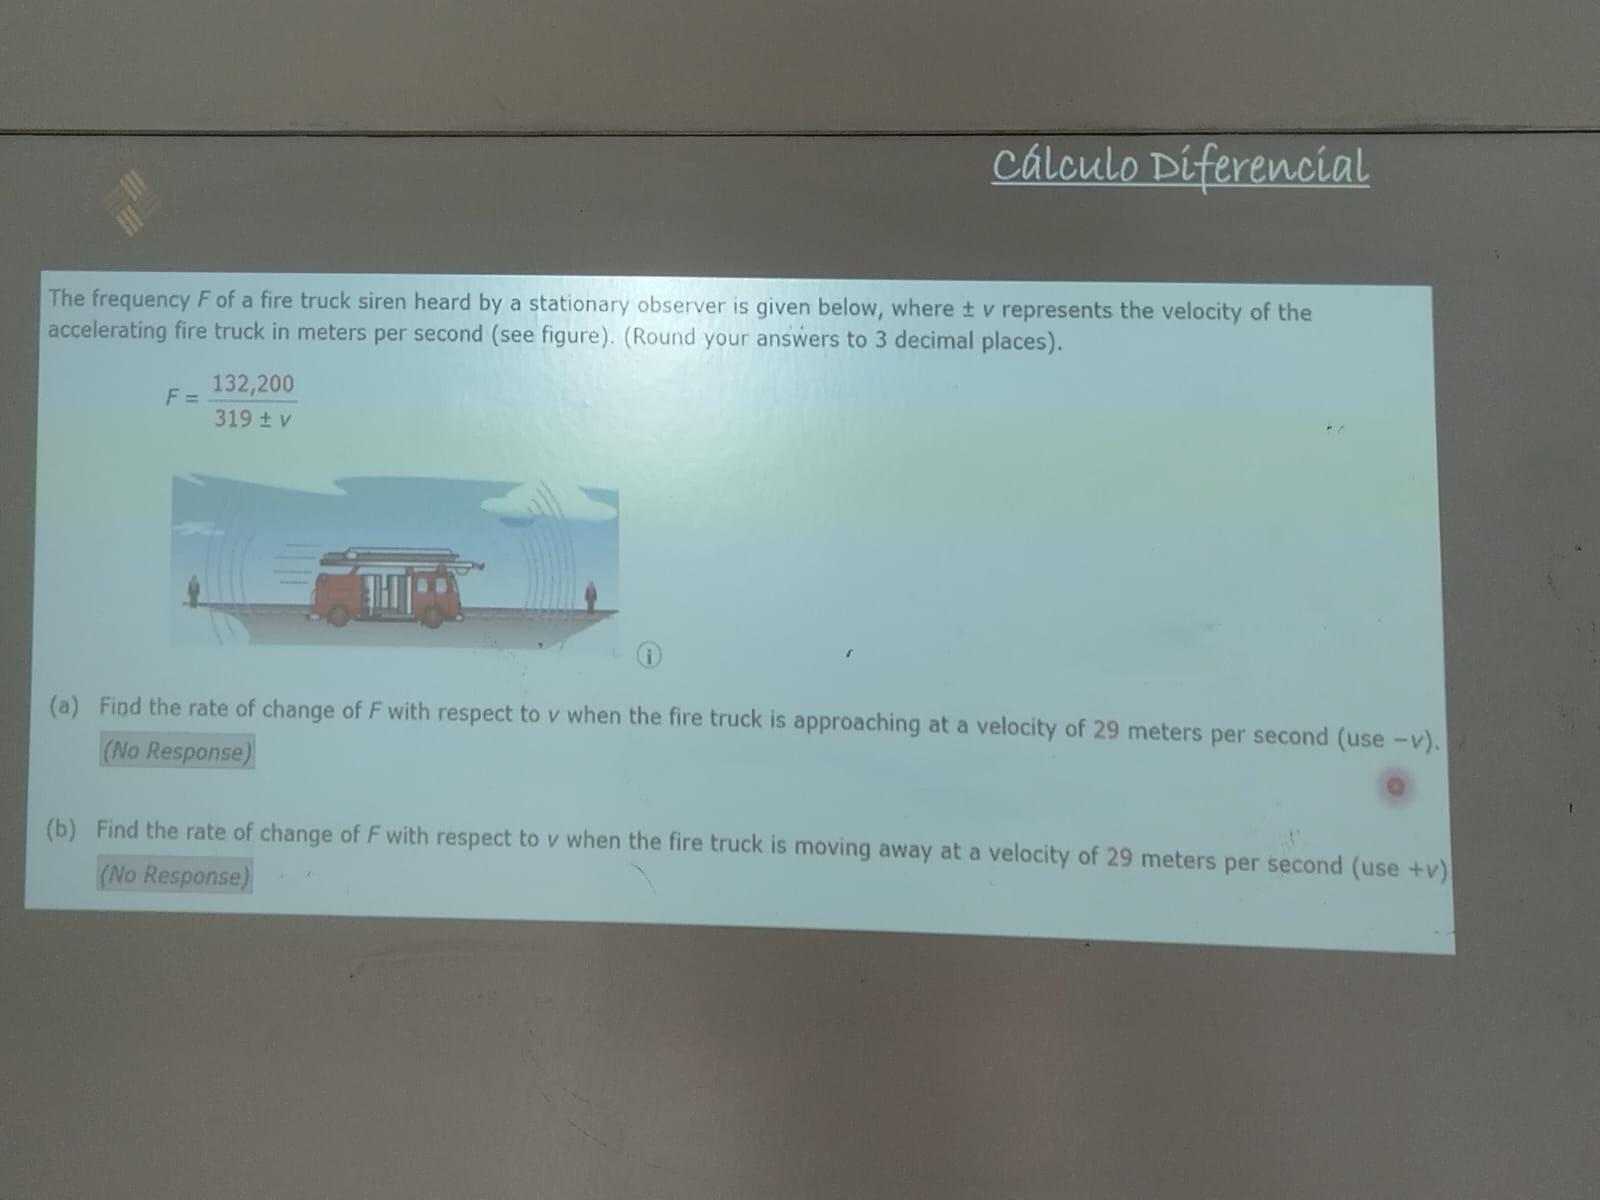 Cálculo Diferencial
The frequency F of a fire truck siren heard by a stationary observer is given below, where ± v represents the velocity of the
accelerating fire truck in meters per second (see figure). (Round your answers to 3 decimal places).
F = 132,200
319 ± v
i
(a) Find the rate of change of F with respect to v when the fire truck is approaching at a velocity of 29 meters per second (use −v).
(No Response)
(b) Find the rate of change of F with respect to v when the fire truck is moving away at a velocity of 29 meters per second (use +v)
(No Response)